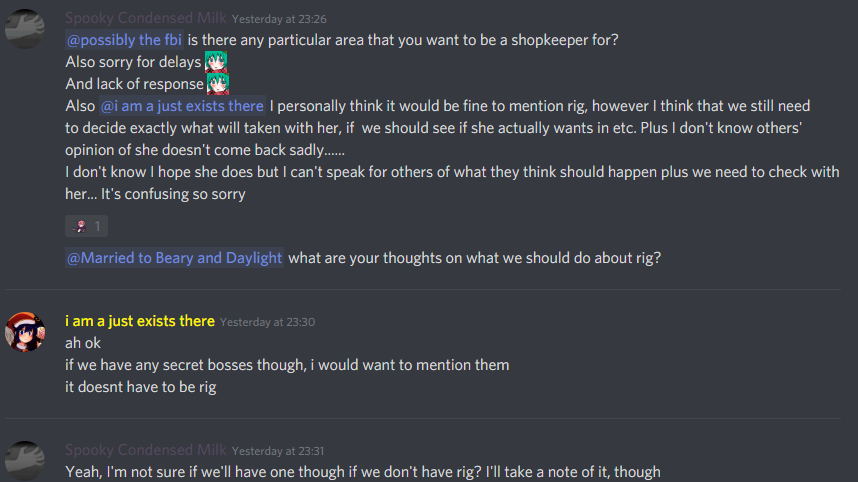 Spooky Condensed Milk Yesterday at 23:26
@possibly the fbi is there any particular area that you want to be a shopkeeper for?
Also sorry for delays
And lack of response
Also @i am a just exists there I personally think it would be fine to mention rig, however I think that we still need
to decide exactly what will taken with her, if we should see if she actually wants in etc. Plus I don't know others'
opinion of she doesn't come back sadly......
I don't know I hope she does but I can't speak for others of what they think should happen plus we need to check with
her... It's confusing so sorry
1
@Married to Beary and Daylight what are your thoughts on what we should do about rig?
i am a just exists there Yesterday at 23:30
ah ok
if we have any secret bosses though, i would want to mention them
it doesnt have to be rig
Spooky Condensed Milk Yesterday at 23:31
Yeah, I'm not sure if we'll have one though if we don't have rig? I'll take a note of it, though